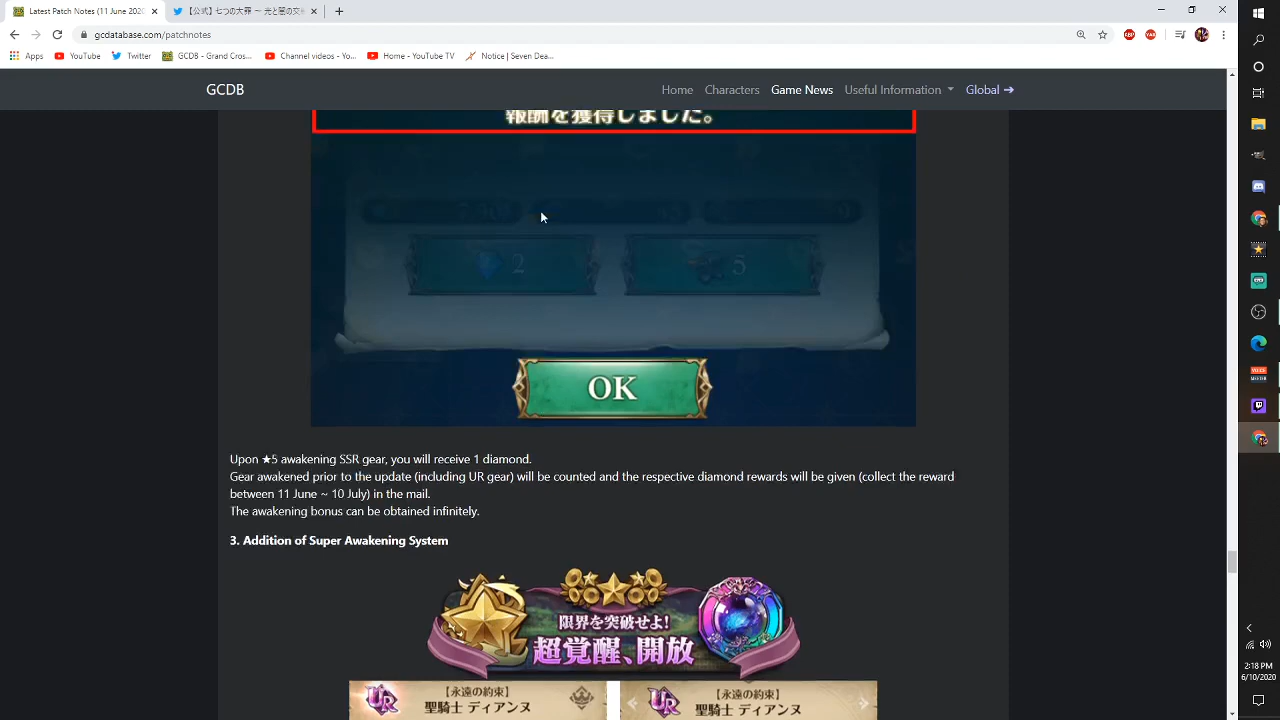 Latest Patch Notes (11 June 2020
【公式】七つの大罪 ～ 光と闇の交
gcdatabase.com/patchnotes
ABP
VAX
Apps
YouTube
Twitter
GCDB - Grand Cros...
Channel videos - Yo...
Home - YouTube TV
Notice | Seven Dea...
GCDB
Home
Characters
Game News
Useful Information
Global ➔
報酬を獲得しました。
2
5
OK
Upon ★5 awakening SSR gear, you will receive 1 diamond.
Gear awakened prior to the update (including UR gear) will be counted and the respective diamond rewards will be given (collect the reward
between 11 June ~ 10 July) in the mail.
The awakening bonus can be obtained infinitely.
3. Addition of Super Awakening System
限界を突破せよ!
超覚醒、開放
UR
【永遠の約束】
聖騎士 ディアンヌ
UR
【永遠の約束】
聖騎士 ディアンヌ
VOICE
MEETER
2:18 PM
6/10/2020